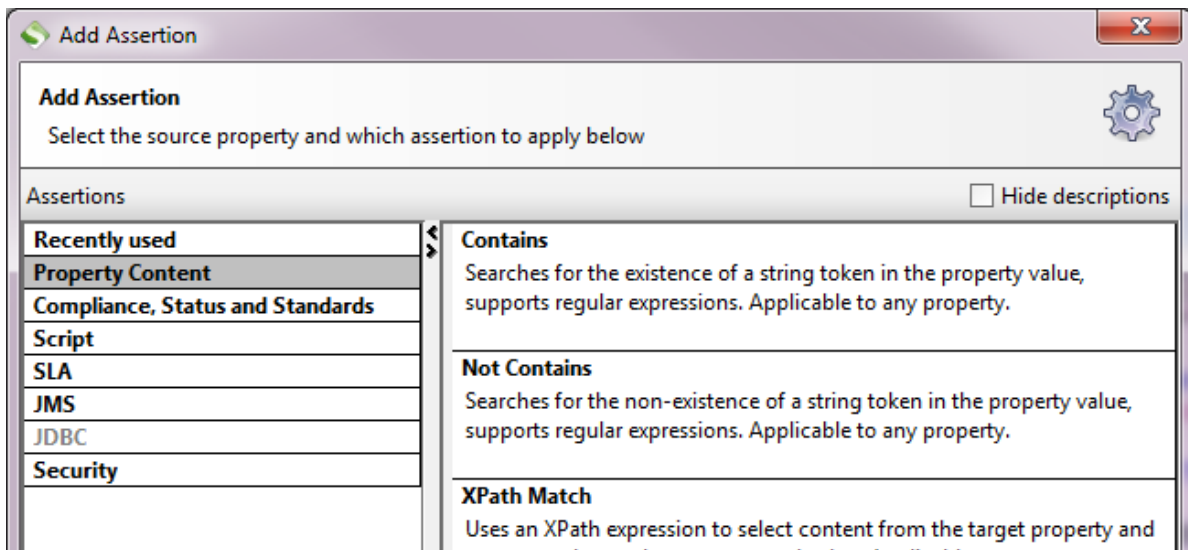 Add Assertion
Add Assertion
Select the source property and which assertion to apply below
Assertions
Hide descriptions
Recently used
Property Content
Compliance, Status and Standards
Script
SLA
JMS
JDBC
Security
Contains
Searches for the existence of a string token in the property value,
supports regular expressions. Applicable to any property.
Not Contains
Searches for the non-existence of a string token in the property value,
supports regular expressions. Applicable to any property.
XPath Match
Uses an XPath expression to select content from the target property and